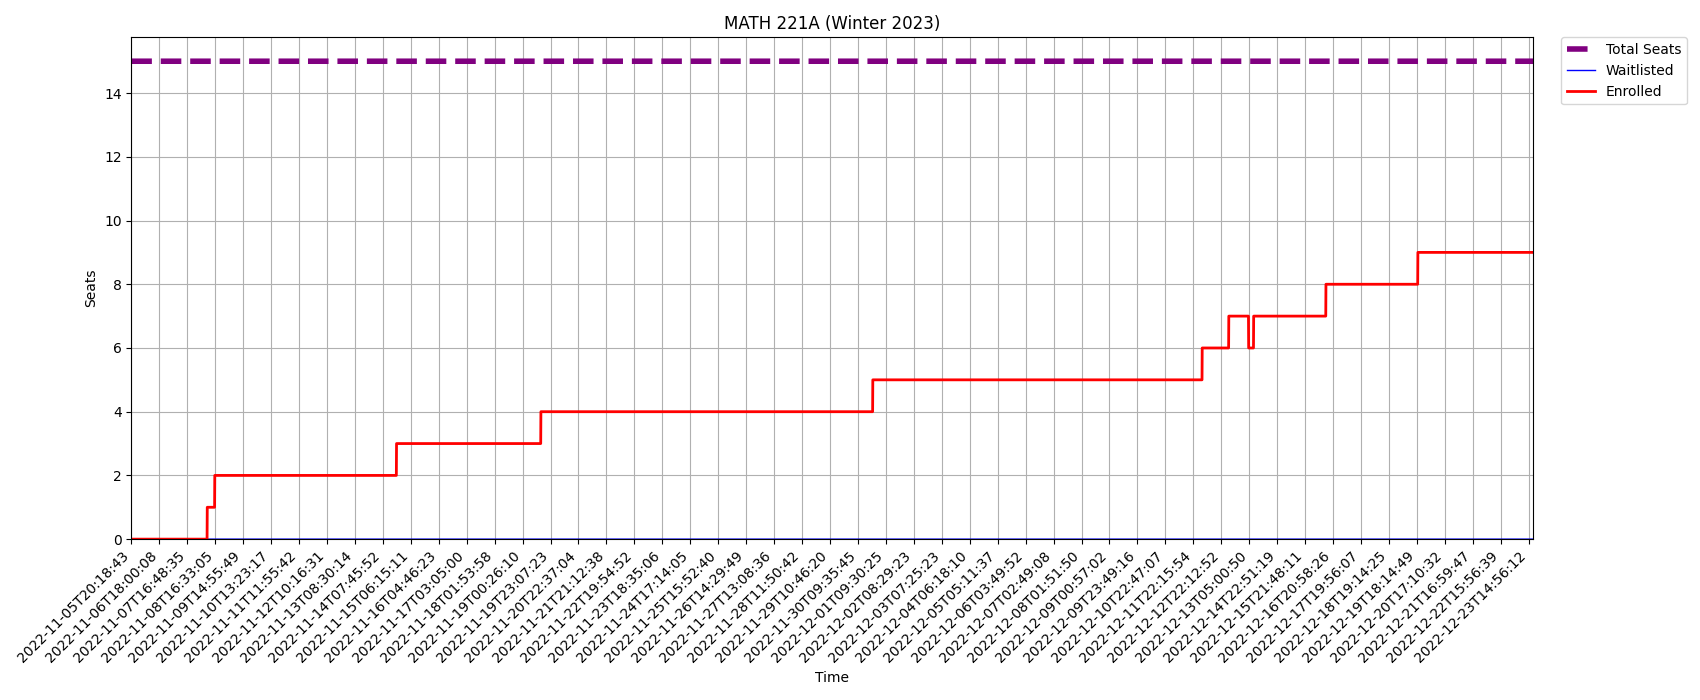 MATH 221A (Winter 2023)
Total Seats
Waitlisted
Enrolled
Seats
14
12
10
8
6
4
2
0
2022-11-05T20:18:43
2022-11-06T18:00:08
2022-11-07T16:48:35
2022-11-08T16:33:05
2022-11-09T14:55:49
2022-11-10T13:23:17
2022-11-11T11:55:42
2022-11-12T10:16:31
2022-11-13T08:30:14
2022-11-14T07:45:52
2022-11-15T06:15:11
2022-11-16T04:46:23
2022-11-17T03:05:00
2022-11-18T01:53:58
2022-11-19T00:26:10
2022-11-19T23:07:23
2022-11-20T22:37:04
2022-11-21T21:12:38
2022-11-22T19:54:52
2022-11-23T18:35:06
2022-11-24T17:14:05
2022-11-25T15:52:40
2022-11-26T14:29:49
2022-11-27T13:08:36
2022-11-28T11:50:42
2022-11-29T10:46:20
2022-11-30T09:35:45
2022-12-01T09:30:25
2022-12-02T08:29:23
2022-12-03T07:25:23
2022-12-04T06:18:10
2022-12-05T05:11:37
2022-12-06T03:49:52
2022-12-07T02:49:08
2022-12-08T01:51:50
2022-12-09T00:57:02
2022-12-09T23:49:16
2022-12-10T22:47:07
2022-12-11T22:15:54
2022-12-12T22:12:52
2022-12-13T05:00:50
2022-12-14T22:51:19
2022-12-15T21:48:11
2022-12-16T20:58:26
2022-12-17T19:56:07
2022-12-18T19:14:25
2022-12-19T18:14:49
2022-12-20T17:10:32
2022-12-21T16:59:47
2022-12-22T15:56:39
2022-12-23T14:56:12
Time